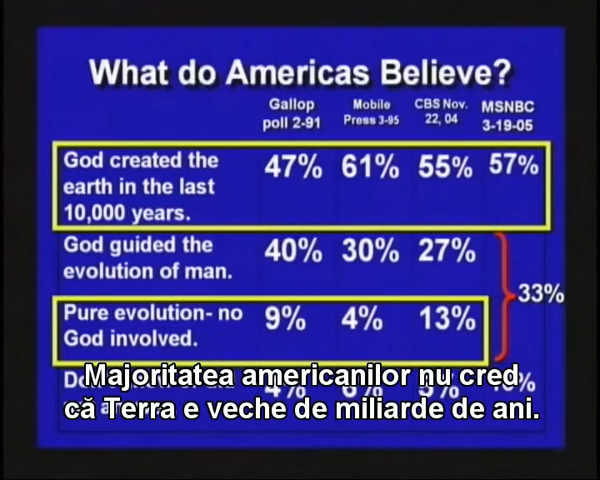 What do Americas Believe?
Gallop poll 2-91
Mobile Press 3-95
CBS Nov. 22, 04
MSNBC 3-19-05
God created the earth in the last 10,000 years.
47% 61% 55% 57%
God guided the evolution of man.
40% 30% 27%
33%
Pure evolution- no God involved.
9% 4% 13%
Majoritatea americanilor nu cred
că Terra e veche de miliarde de ani.